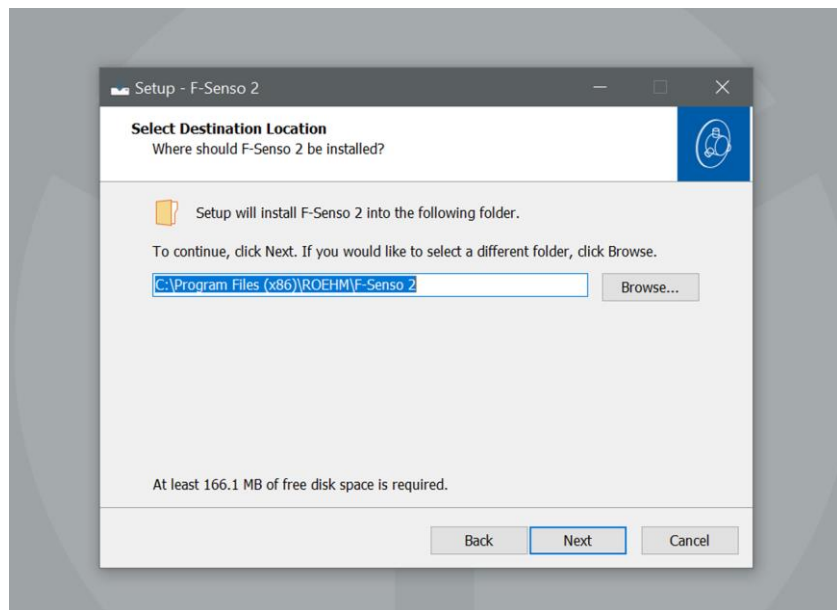 Setup - F-Senso 2
Select Destination Location
Where should F-Senso 2 be installed?
Setup will install F-Senso 2 into the following folder.
To continue, click Next. If you would like to select a different folder, click Browse.
C:\Program Files (x86)\ROEHM\F-Senso 2
Browse...
At least 166.1 MB of free disk space is required.
Back
Next
Cancel